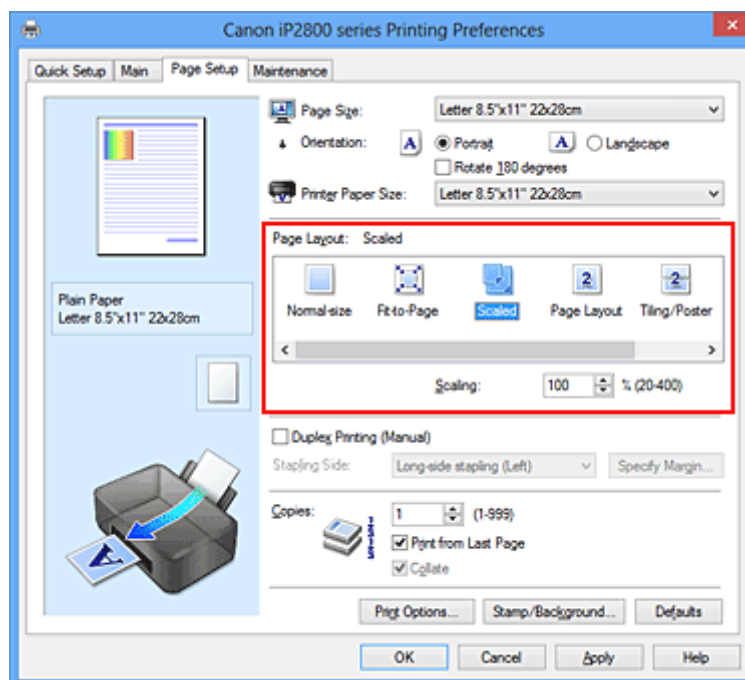 Canon iP2800 series Printing Preferences
Quick Setup Main Page Setup Maintenance
Page Size: Letter 8.5"x11" 22x28cm
Orientation: A Portrait A Landscape
Rotate 180 degrees
Printer Paper Size: Letter 8.5"x11" 22x28cm
Page Layout: Scaled
2 2
Normal-size Fit-to-Page Scaled Page Layout Tiling/Poster
Scaling: 100 % (20-400)
Plain Paper
Letter 8.5"x11" 22x28cm
Duplex Printing (Manual)
Stapling Side: Long-side stapling (Left) Specify Margin...
Copies: 1 (1-999)
Print from Last Page
Collate
A
Print Options... Stamp/Background... Defaults
OK Cancel Apply Help